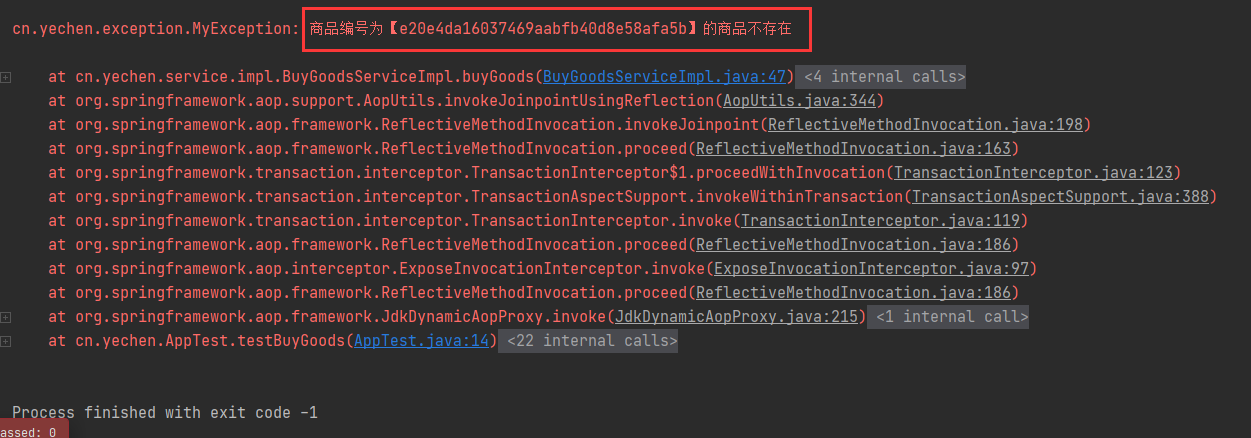 cn.yechen.exception.MyException: 商品编号为【e20e4da16037469aabfb40d8e58afa5b】的商品不存在
at cn.yechen.service.impl.BuyGoodsServiceImpl.buyGoods(BuyGoodsServiceImpl.java:47) <4 internal calls>
at org.springframework.aop.support.AopUtils.invokeJoinpointUsingReflection(AopUtils.java:344)
at org.springframework.aop.framework.ReflectiveMethodInvocation.invokeJoinpoint(ReflectiveMethodInvocation.java:198)
at org.springframework.aop.framework.ReflectiveMethodInvocation.proceed(ReflectiveMethodInvocation.java:163)
at org.springframework.transaction.interceptor.TransactionInterceptor$1.proceedWithInvocation(TransactionInterceptor.java:123)
at org.springframework.transaction.interceptor.TransactionAspectSupport.invokeWithinTransaction(TransactionAspectSupport.java:388)
at org.springframework.transaction.interceptor.TransactionInterceptor.invoke(TransactionInterceptor.java:119)
at org.springframework.aop.framework.ReflectiveMethodInvocation.proceed(ReflectiveMethodInvocation.java:186)
at org.springframework.aop.interceptor.ExposeInvocationInterceptor.invoke(ExposeInvocationInterceptor.java:97)
at org.springframework.aop.framework.ReflectiveMethodInvocation.proceed(ReflectiveMethodInvocation.java:186)
at org.springframework.aop.framework.JdkDynamicAopProxy.invoke(JdkDynamicAopProxy.java:215) <1 internal call>
at cn.yechen.AppTest.testBuyGoods(AppTest.java:14) <22 internal calls>
Process finished with exit code -1
assed: 0